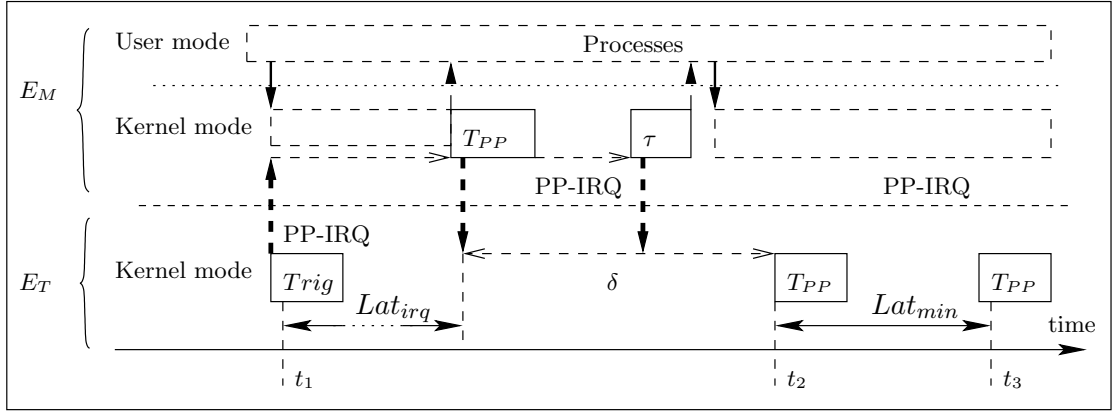 User mode
Processes
E_M
Kernel mode
T_PP
τ
PP-IRQ
PP-IRQ
PP-IRQ
E_T
Kernel mode
Trig
δ
T_PP
T_PP
Lat_irq
Lat_min
time
t_1
t_2
t_3